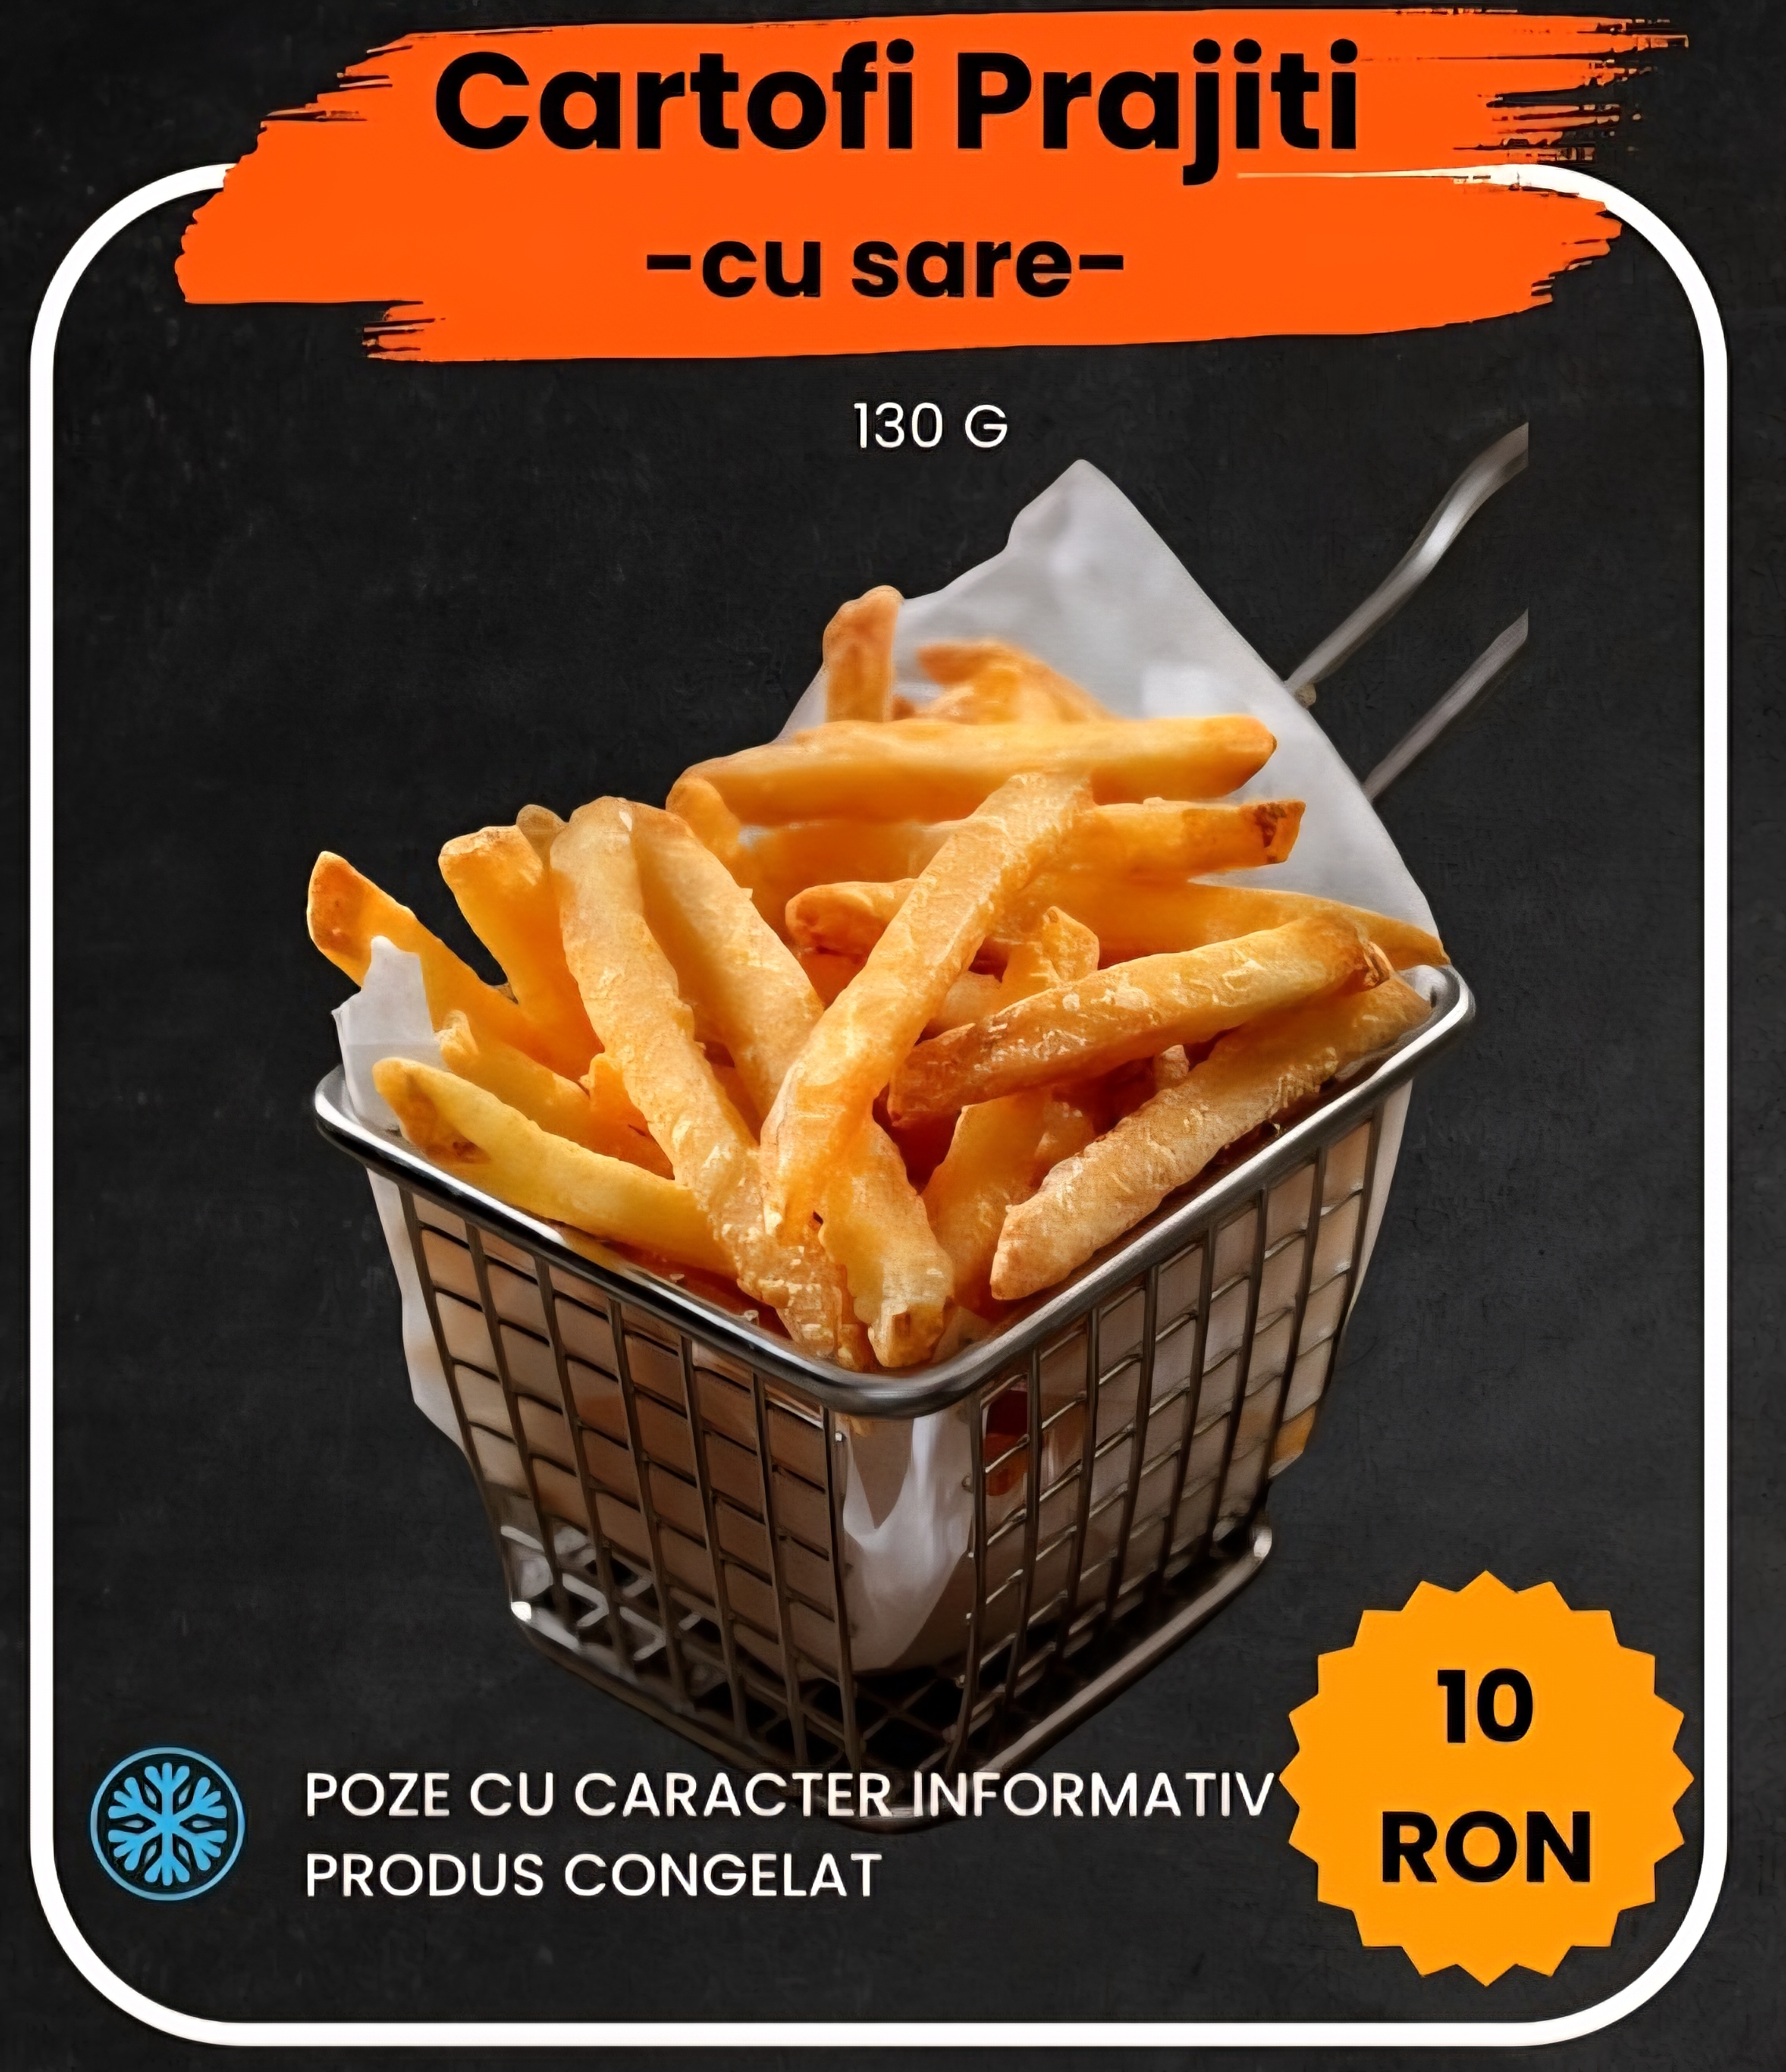 Cartofi Prajiti
-cu sare-
130 G
POZE CU CARACTER INFORMATIV
PRODUS CONGELAT
10
RON